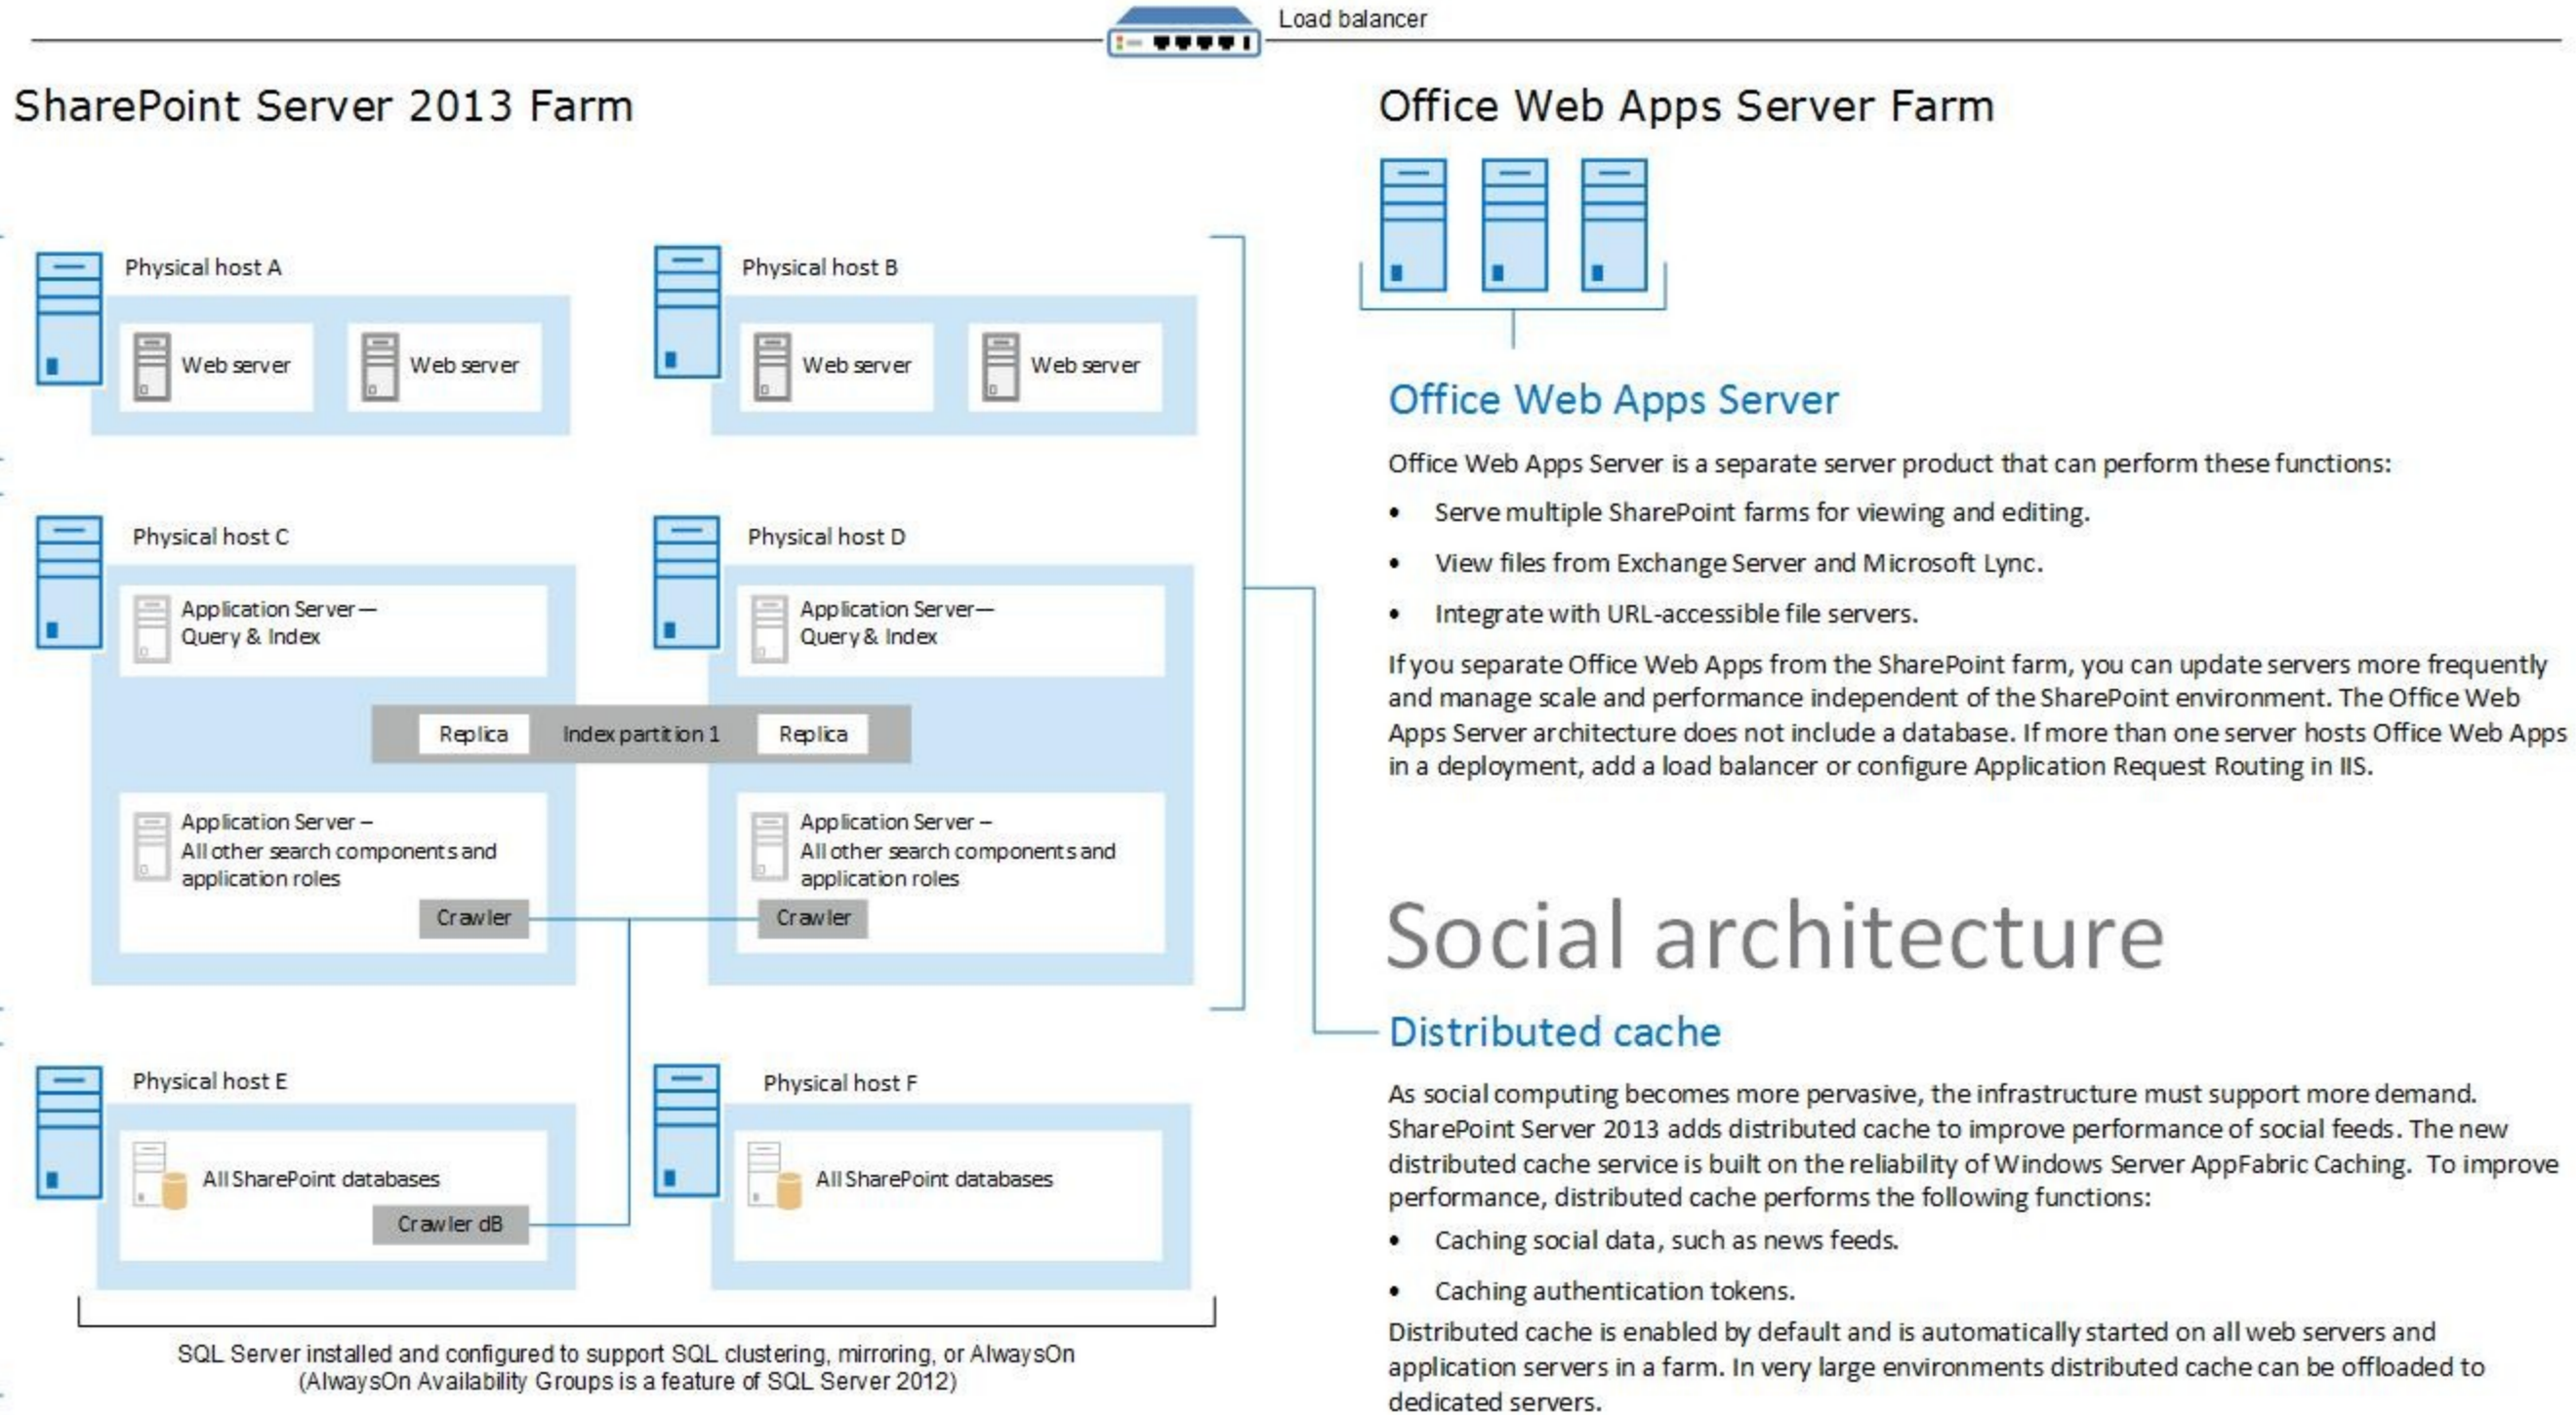 Load balancer
SharePoint Server 2013 Farm
Physical host A
Web server
Web server
Physical host B
Web server
Web server
Physical host C
Application Server—
Query & Index
Physical host D
Application Server—
Query & Index
Replica
Index partition 1
Replica
Application Server –
All other search components and
application roles
Crawler
Application Server –
All other search components and
application roles
Crawler
Physical host E
All SharePoint databases
Crawler dB
Physical host F
All SharePoint databases
SQL Server installed and configured to support SQL clustering, mirroring, or AlwaysOn
(AlwaysOn Availability Groups is a feature of SQL Server 2012)
Office Web Apps Server Farm
Office Web Apps Server
Office Web Apps Server is a separate server product that can perform these functions:
• Serve multiple SharePoint farms for viewing and editing.
• View files from Exchange Server and Microsoft Lync.
• Integrate with URL-accessible file servers.
If you separate Office Web Apps from the SharePoint farm, you can update servers more frequently
and manage scale and performance independent of the SharePoint environment. The Office Web
Apps Server architecture does not include a database. If more than one server hosts Office Web Apps
in a deployment, add a load balancer or configure Application Request Routing in IIS.
Social architecture
Distributed cache
As social computing becomes more pervasive, the infrastructure must support more demand.
SharePoint Server 2013 adds distributed cache to improve performance of social feeds. The new
distributed cache service is built on the reliability of Windows Server AppFabric Caching. To improve
performance, distributed cache performs the following functions:
• Caching social data, such as news feeds.
• Caching authentication tokens.
Distributed cache is enabled by default and is automatically started on all web servers and
application servers in a farm. In very large environments distributed cache can be offloaded to
dedicated servers.